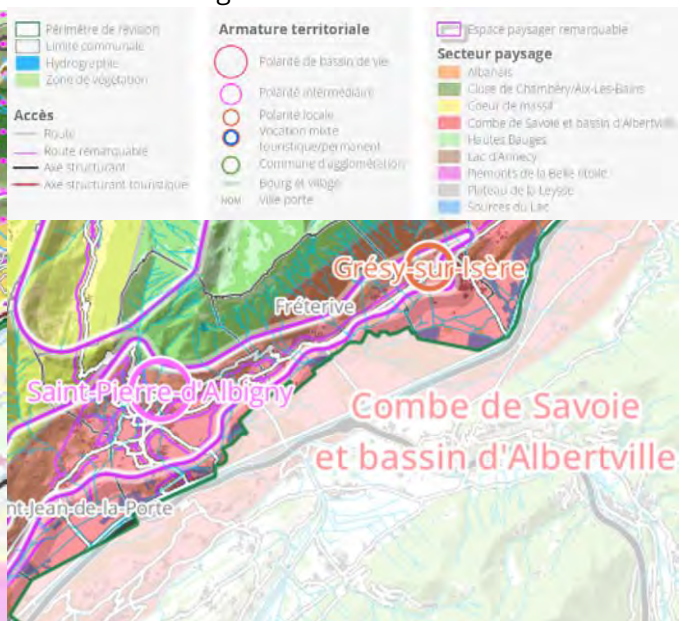 Périmètre de révision
Limite communale
Hydrographie
Zone de végétation
Accès
Route
Route remarquable
Axe structurant
Axe structurant touristique
Armature territoriale
Polarité de bassin de vie
Polarité intermédiaire
Polarité locale
Vocation mixte
touristique/permanent
Commune d'agglomération
Bourg et village
NOM Ville porte
Espace paysager remarquable
Secteur paysage
Albanais
Cluse de Chambéry/Aix-Les-Bains
Coeur de massif
Combe de Savoie et bassin d'Albertville
Hautes Bauges
Lac d'Annecy
Piémonts de la Belle étoile
Plateau de la Leysse
Sources du Lac
Grésy-sur-Isère
Fréterive
Saint-Pierre-d'Albigny
Combe de Savoie
et bassin d'Albertville
nt-Jean-de-la-Porte